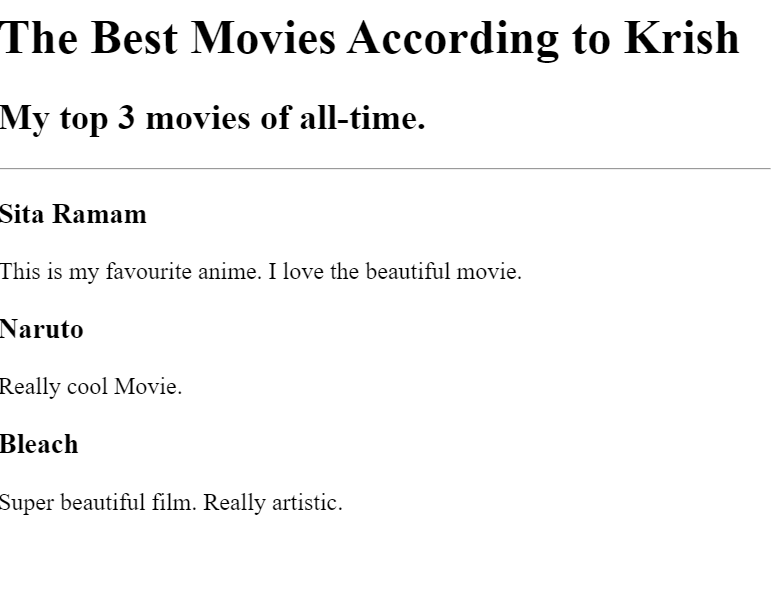 The Best Movies According to Krish
My top 3 movies of all-time.
Sita Ramam
This is my favourite anime. I love the beautiful movie.
Naruto
Really cool Movie.
Bleach
Super beautiful film. Really artistic.